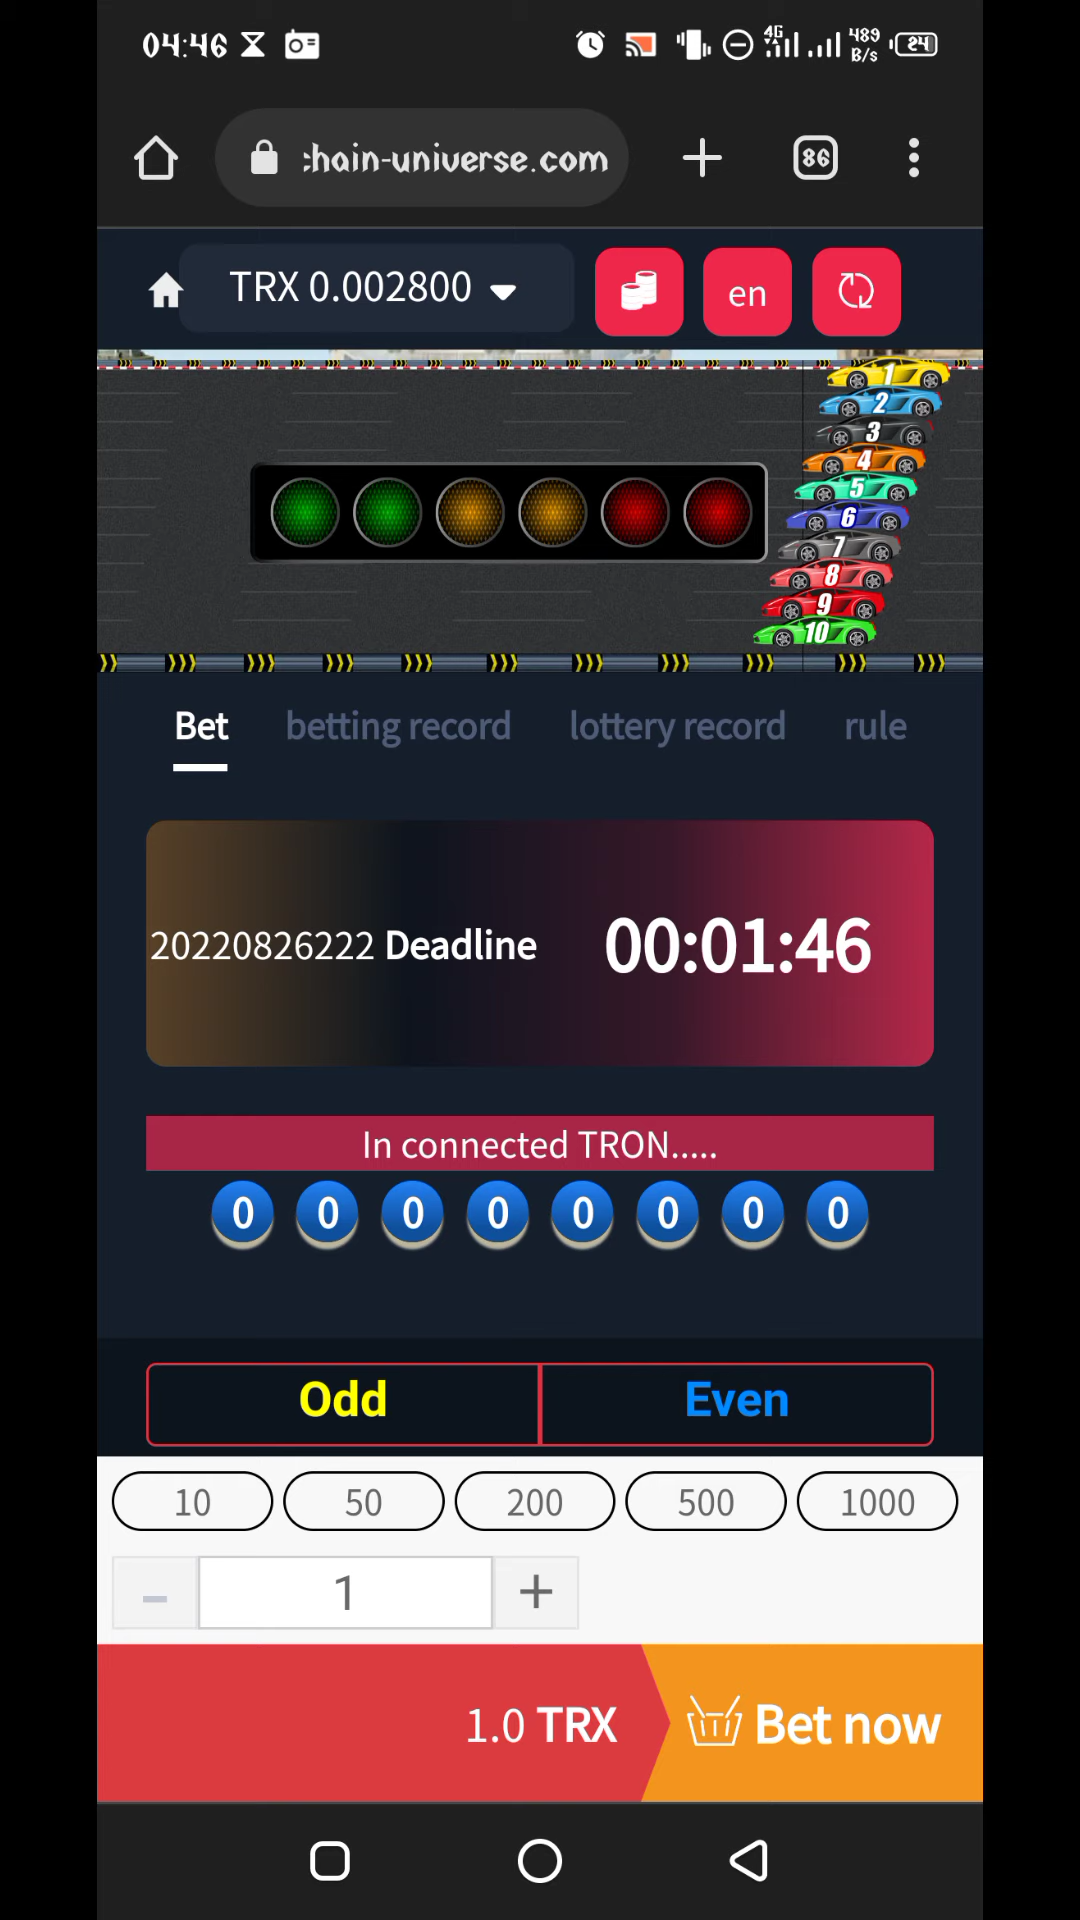 04:46 4G 489 B/s 24
:hain-universe.com 86
TRX 0.002800 en
1
2
3
4
5
6
7
8
9
10
Bet betting record lottery record rule
20220826222 Deadline 00:01:46
In connected TRON.....
0 0 0 0 0 0 0 0
Odd Even
10 50 200 500 1000
- 1 +
1.0 TRX Bet now